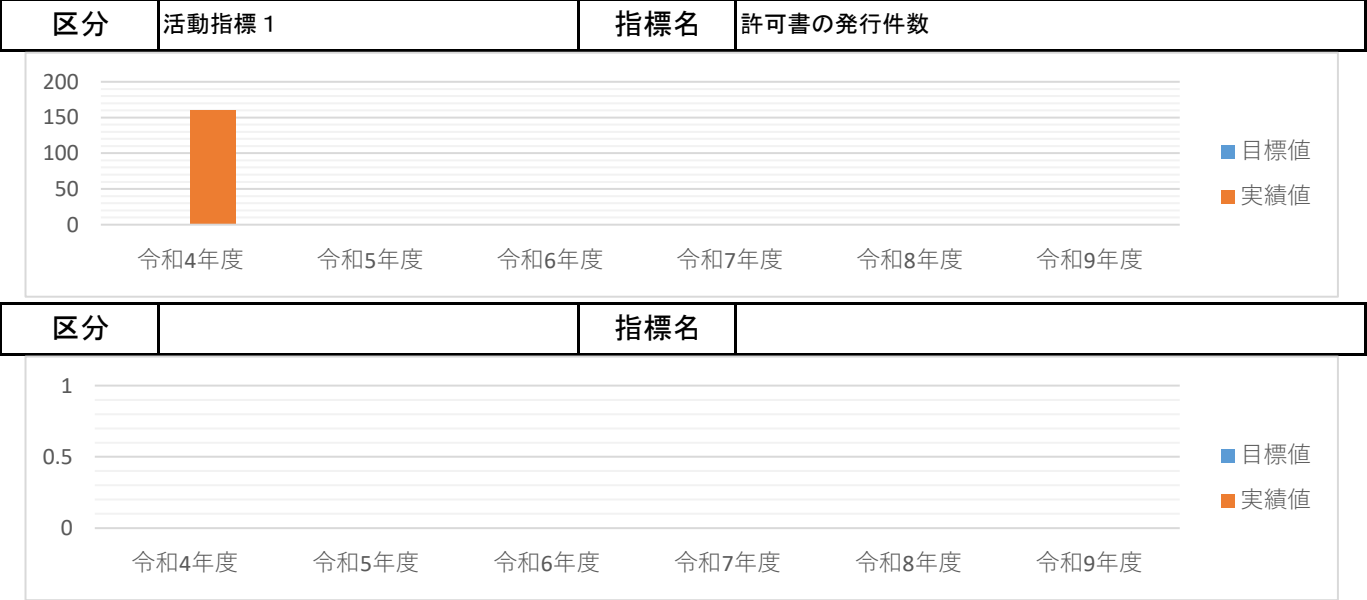 区分 活動指標１ 指標名 許可書の発行件数
200
150
100
50
0
目標値
実績値
令和4年度 令和5年度 令和6年度 令和7年度 令和8年度 令和9年度
区分 指標名
1
0.5
0
目標値
実績値
令和4年度 令和5年度 令和6年度 令和7年度 令和8年度 令和9年度